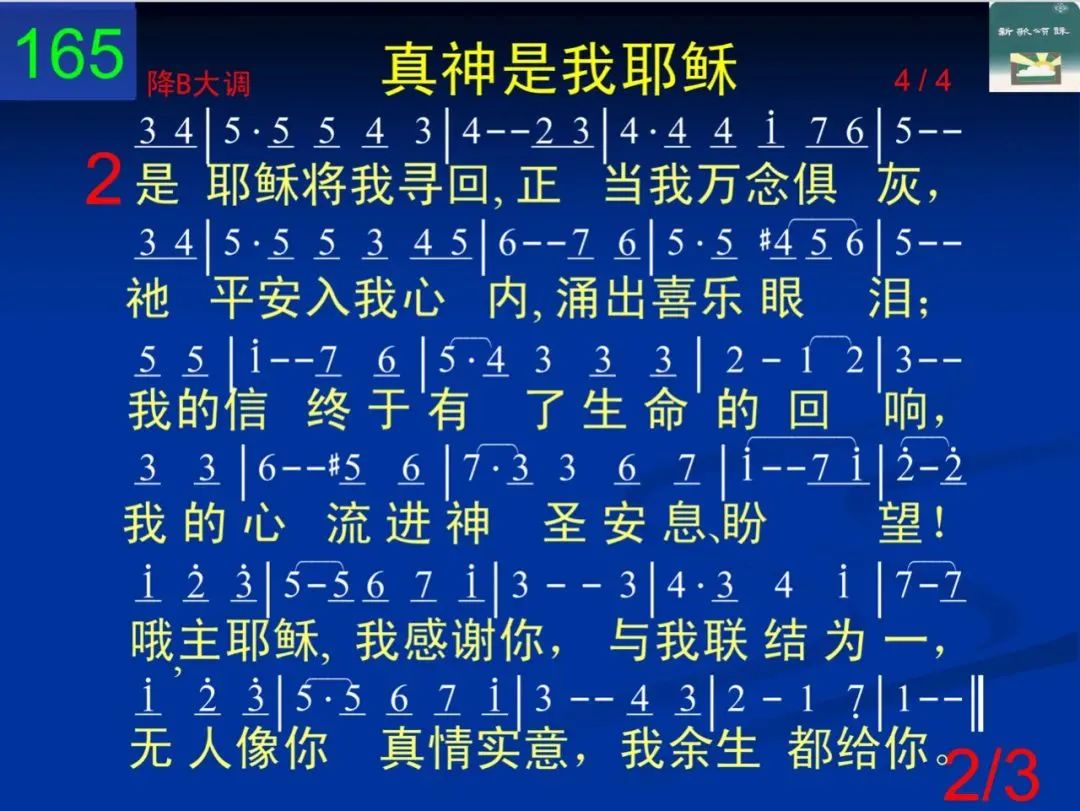 165
降B大调
真神是我耶稣
4 / 4
新歌颂咏
3 4|5·5 5 4 3|4--2 3|4·4 4 i 7 6|5--
2 是 耶稣将我寻回, 正 当我万念俱 灰，
3 4|5·5 5 3 4 5|6--7 6|5·5 #4 5 6|5--
祂 平安入我心 内, 涌出喜乐眼 泪；
5 5|i--7 6|5·4 3 3 3|2 - 1 2|3--
我的信 终于有 了生命的回 响，
3 3|6--#5 6|7·3 3 6 7|i--7 i|2̇-2̇
我的心 流进神 圣安息、盼 望！
i 2̇ 3̇|5-5 6 7 i|3 - - 3|4·3 4 i|7-7
哦,主耶稣, 我感谢你， 与我联结为一，
i 2̇ 3̇|5·5 6 7 i|3 -- 4 3|2 - 1 7̣|1--‖
无人像你 真情实意，我余生 都给你。
2/3